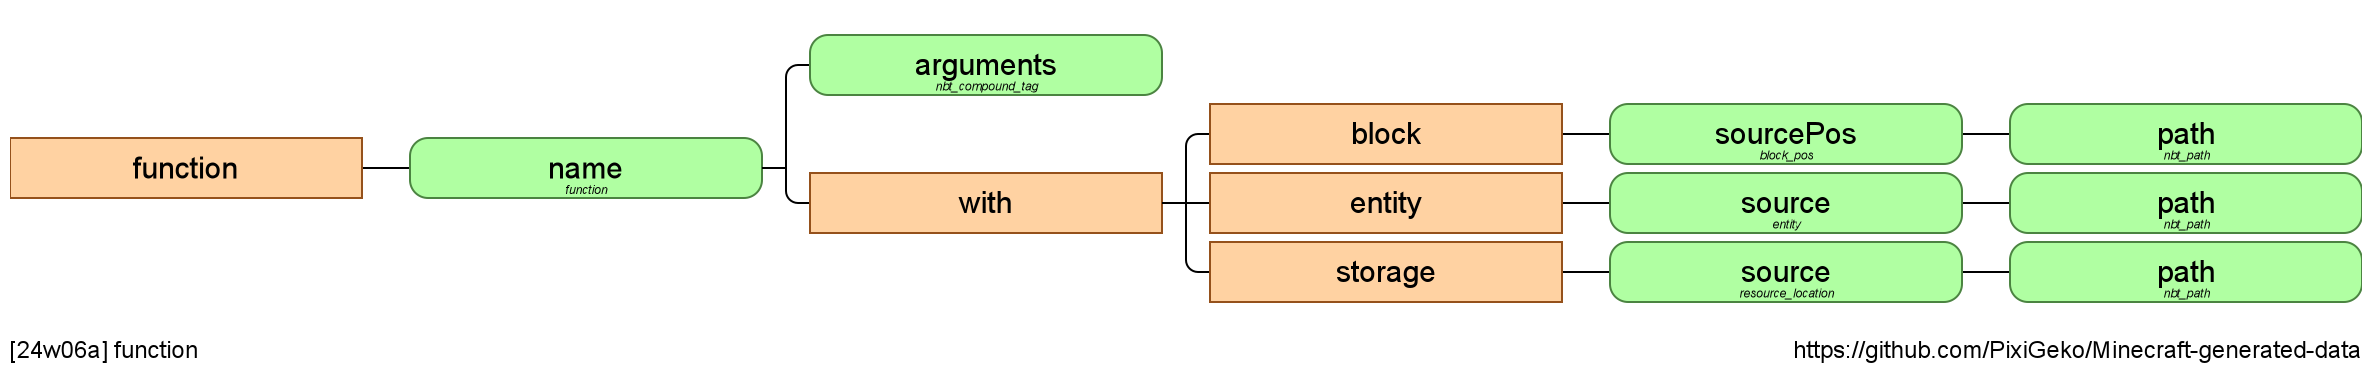 arguments
nbt_compound_tag
function
name
function
with
block
sourcePos
block_pos
path
nbt_path
entity
source
entity
path
nbt_path
storage
source
resource_location
path
nbt_path
[24w06a] function
https://github.com/PixiGeko/Minecraft-generated-data